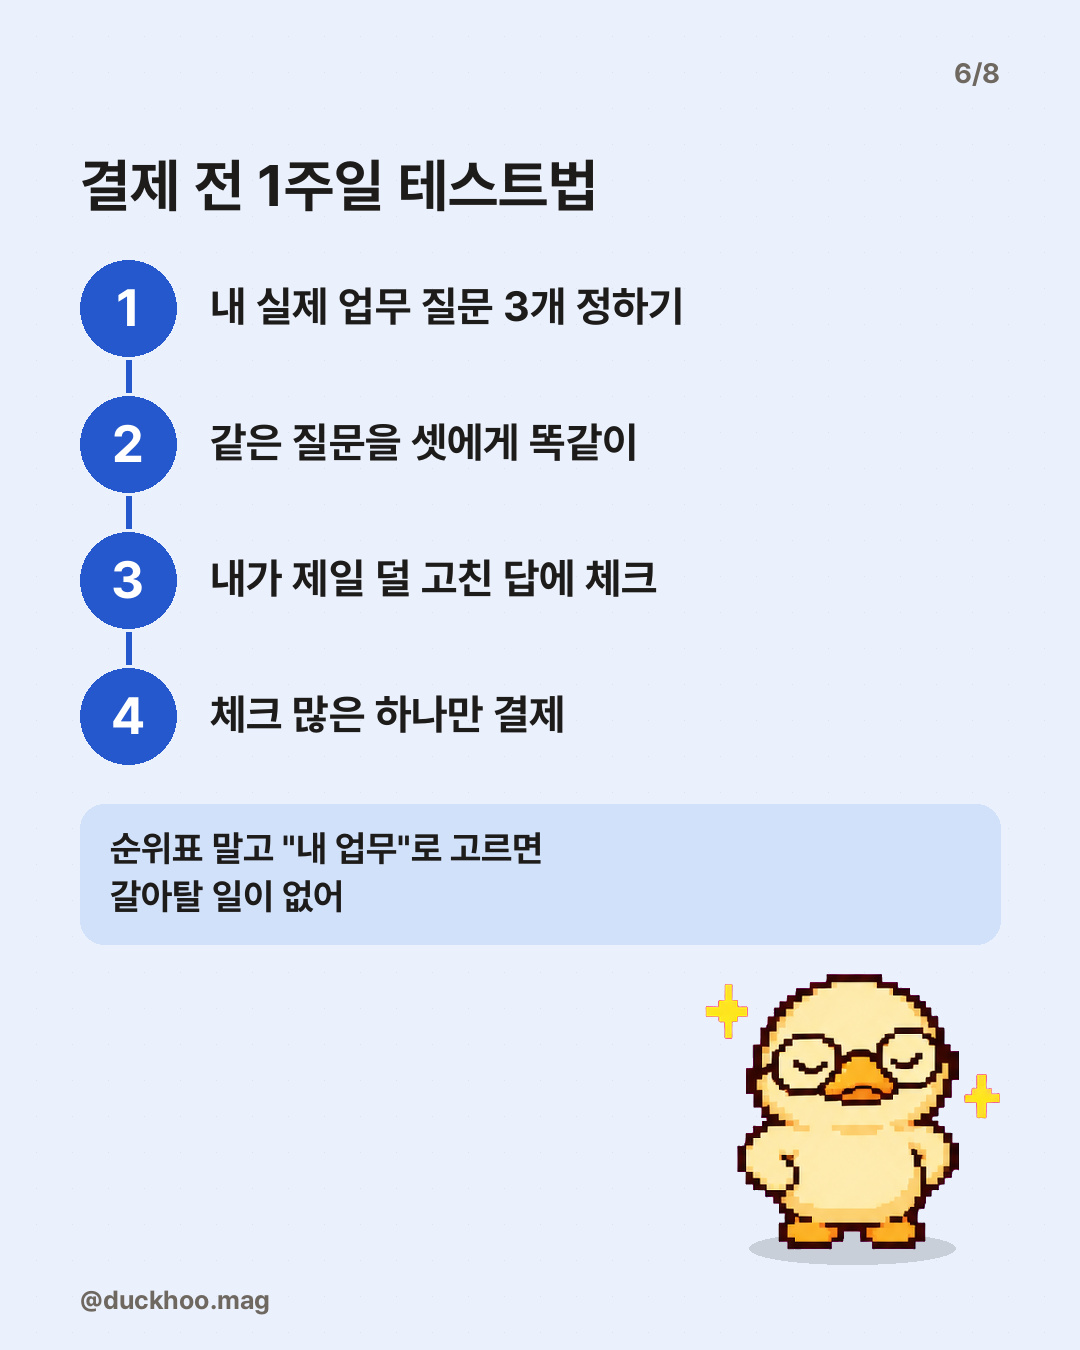 6/8
결제 전 1주일 테스트법
1 내 실제 업무 질문 3개 정하기
2 같은 질문을 셋에게 똑같이
3 내가 제일 덜 고친 답에 체크
4 체크 많은 하나만 결제
순위표 말고 "내 업무"로 고르면
갈아탈 일이 없어
@duckhoo.mag